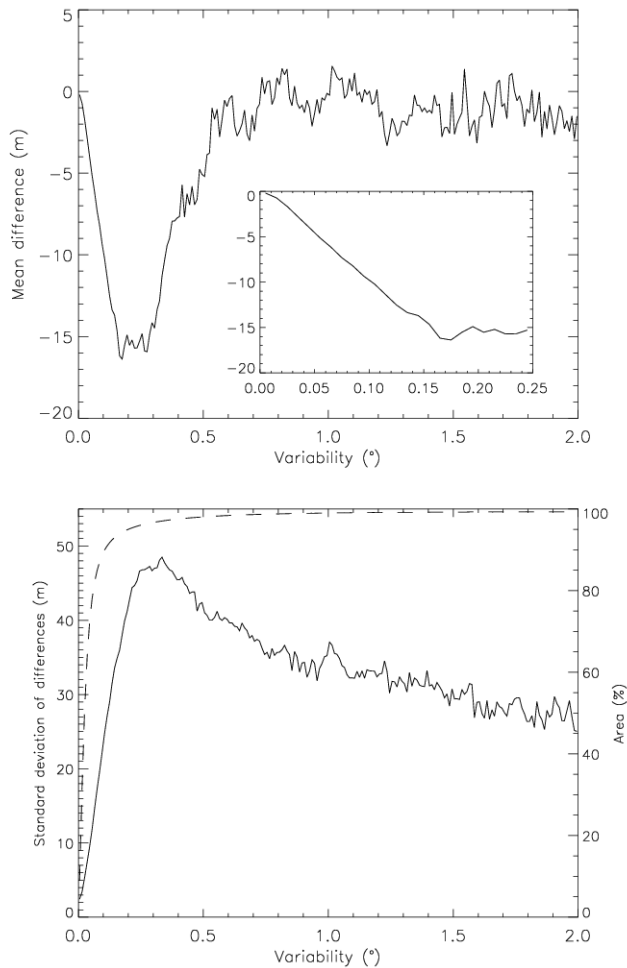 5
0
−5
−10
−15
−20
Mean difference (m)
0
−5
−10
−15
−20
0.00 0.05 0.10 0.15 0.20 0.25
0.0 0.5 1.0 1.5 2.0
Variability (°)
50
40
30
20
10
0
Standard deviation of differences (m)
100
80
60
40
20
0
Area (%)
0.0 0.5 1.0 1.5 2.0
Variability (°)